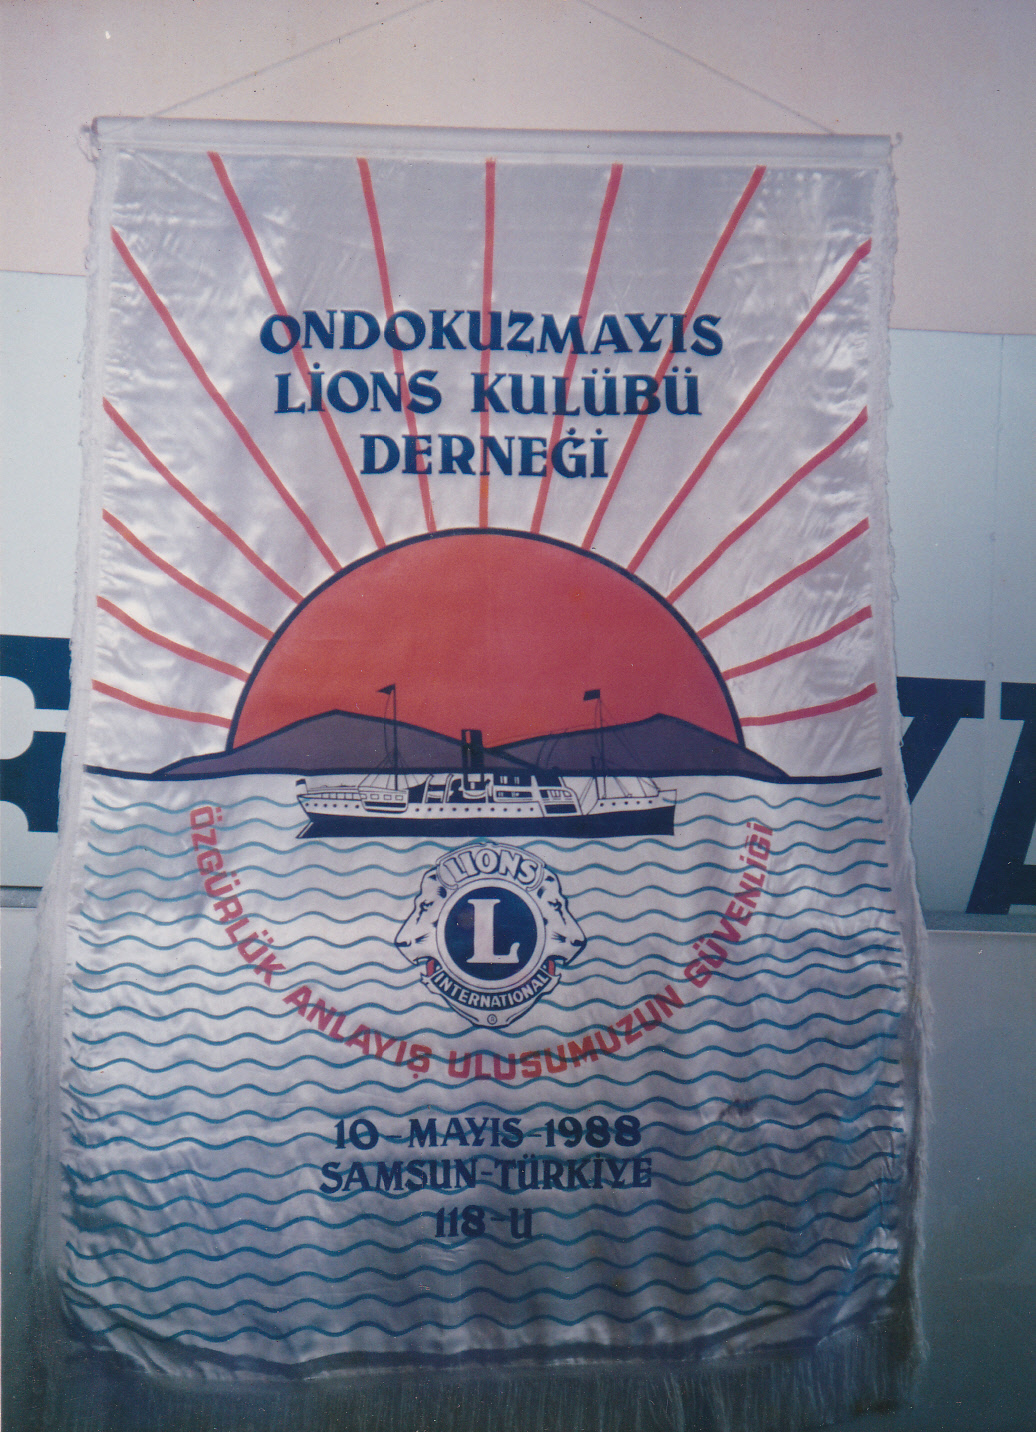 ONDOKUZMAYIS
LİONS KULÜBÜ
DERNEĞİ
LIONS
L
INTERNATIONAL
®
ÖZGÜRLÜK ANLAYIŞ ULUSUMUZUN GÜVENLİĞİ
10-MAYIS-1988
SAMSUN-TÜRKİYE
118-U